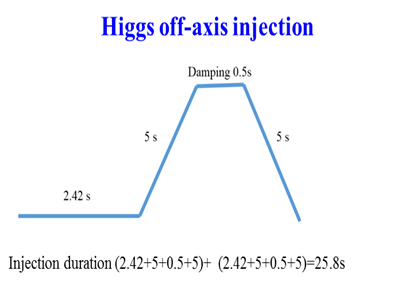 Higgs off-axis injection
Damping 0.5s
5 s
5 s
2.42 s
Injection duration (2.42+5+0.5+5)+ (2.42+5+0.5+5)=25.8s